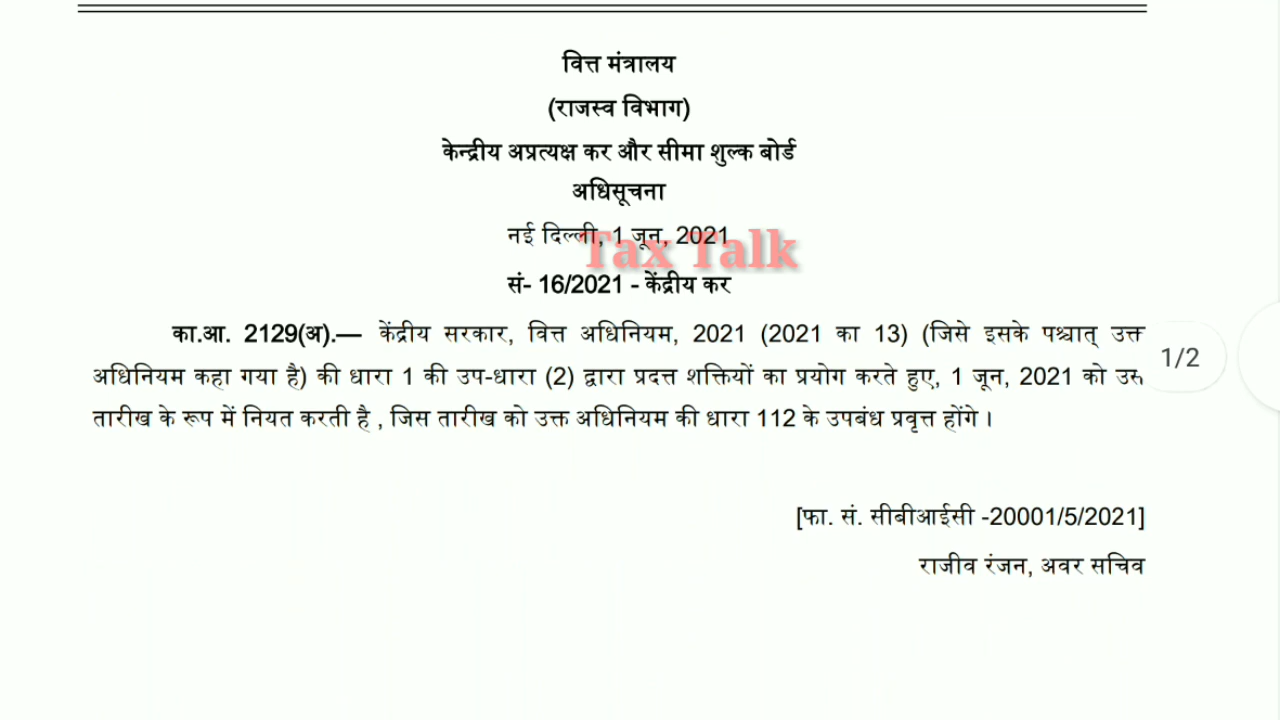 वित्त मंत्रालय
(राजस्व विभाग)
केन्द्रीय अप्रत्यक्ष कर और सीमा शुल्क बोर्ड
अधिसूचना
नई दिल्ली, 1 जून, 2021
Tax Talk
सं- 16/2021 - केंद्रीय कर
का.आ. 2129(अ).— केंद्रीय सरकार, वित्त अधिनियम, 2021 (2021 का 13) (जिसे इसके पश्चात् उक्त
1/2
अधिनियम कहा गया है) की धारा 1 की उप-धारा (2) द्वारा प्रदत्त शक्तियों का प्रयोग करते हुए, 1 जून, 2021 को
तारीख के रूप में नियत करती है , जिस तारीख को उक्त अधिनियम की धारा 112 के उपबंध प्रवृत्त होंगे ।
[फा. सं. सीबीआईसी -20001/5/2021]
राजीव रंजन, अवर सचिव